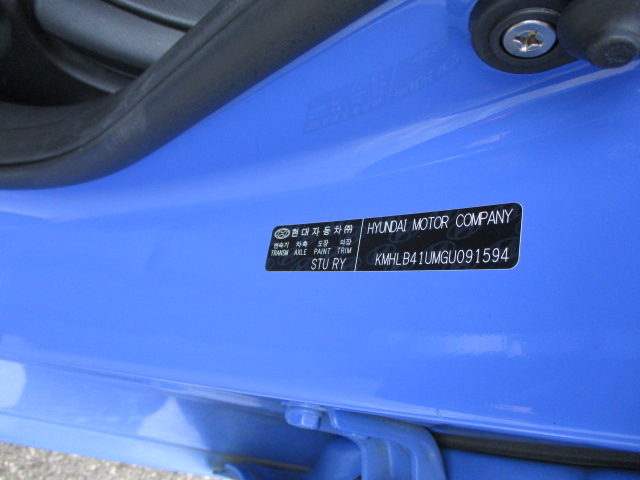 현대자동차㈜
변속기 차축 도장 외장
TRANSM AXLE PAINT TRIM
STU RY
HYUNDAI MOTOR COMPANY
KMHLB41UMGU091594